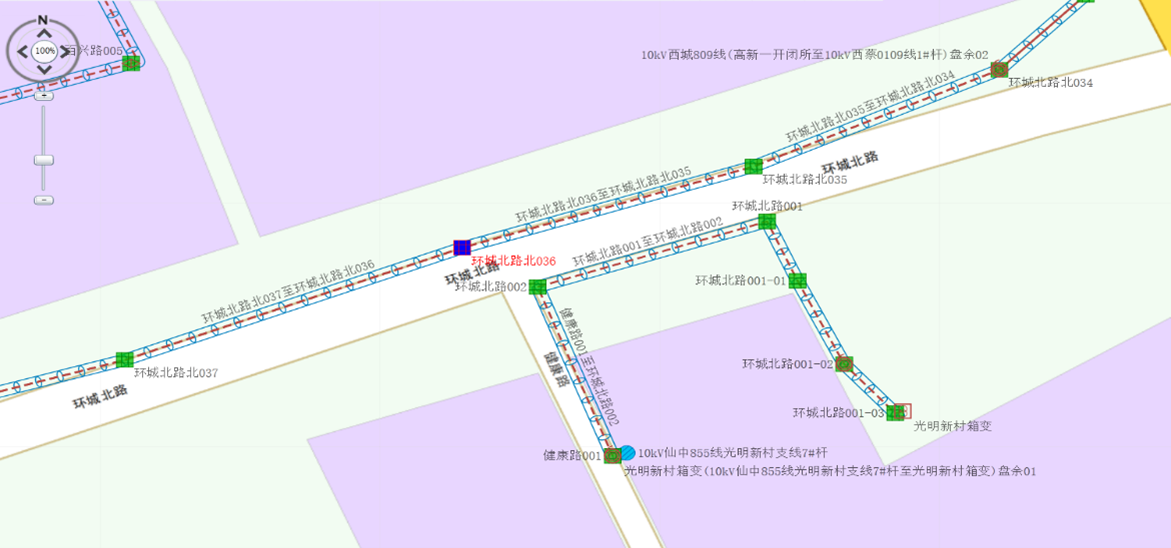 N
100%
百兴路005
10kV西城809线(高新一开闭所至10kV西蔡0109线1#杆)盘余02
环城北路北034
环城北路北035至环城北路北034
环城北路
环城北路北035
环城北路北036至环城北路北035
环城北路001
环城北路001至环城北路002
环城北路北036
环城北路
环城北路002
环城北路001-01
环城北路北037至环城北路北036
健康路001至环城北路002
健康路
环城北路001-02
环城北路北037
环城北路
环城北路001-03
光明新村箱变
健康路001
10kV仙中855线光明新村支线7#杆
光明新村箱变(10kV仙中855线光明新村支线7#杆至光明新村箱变)盘余01